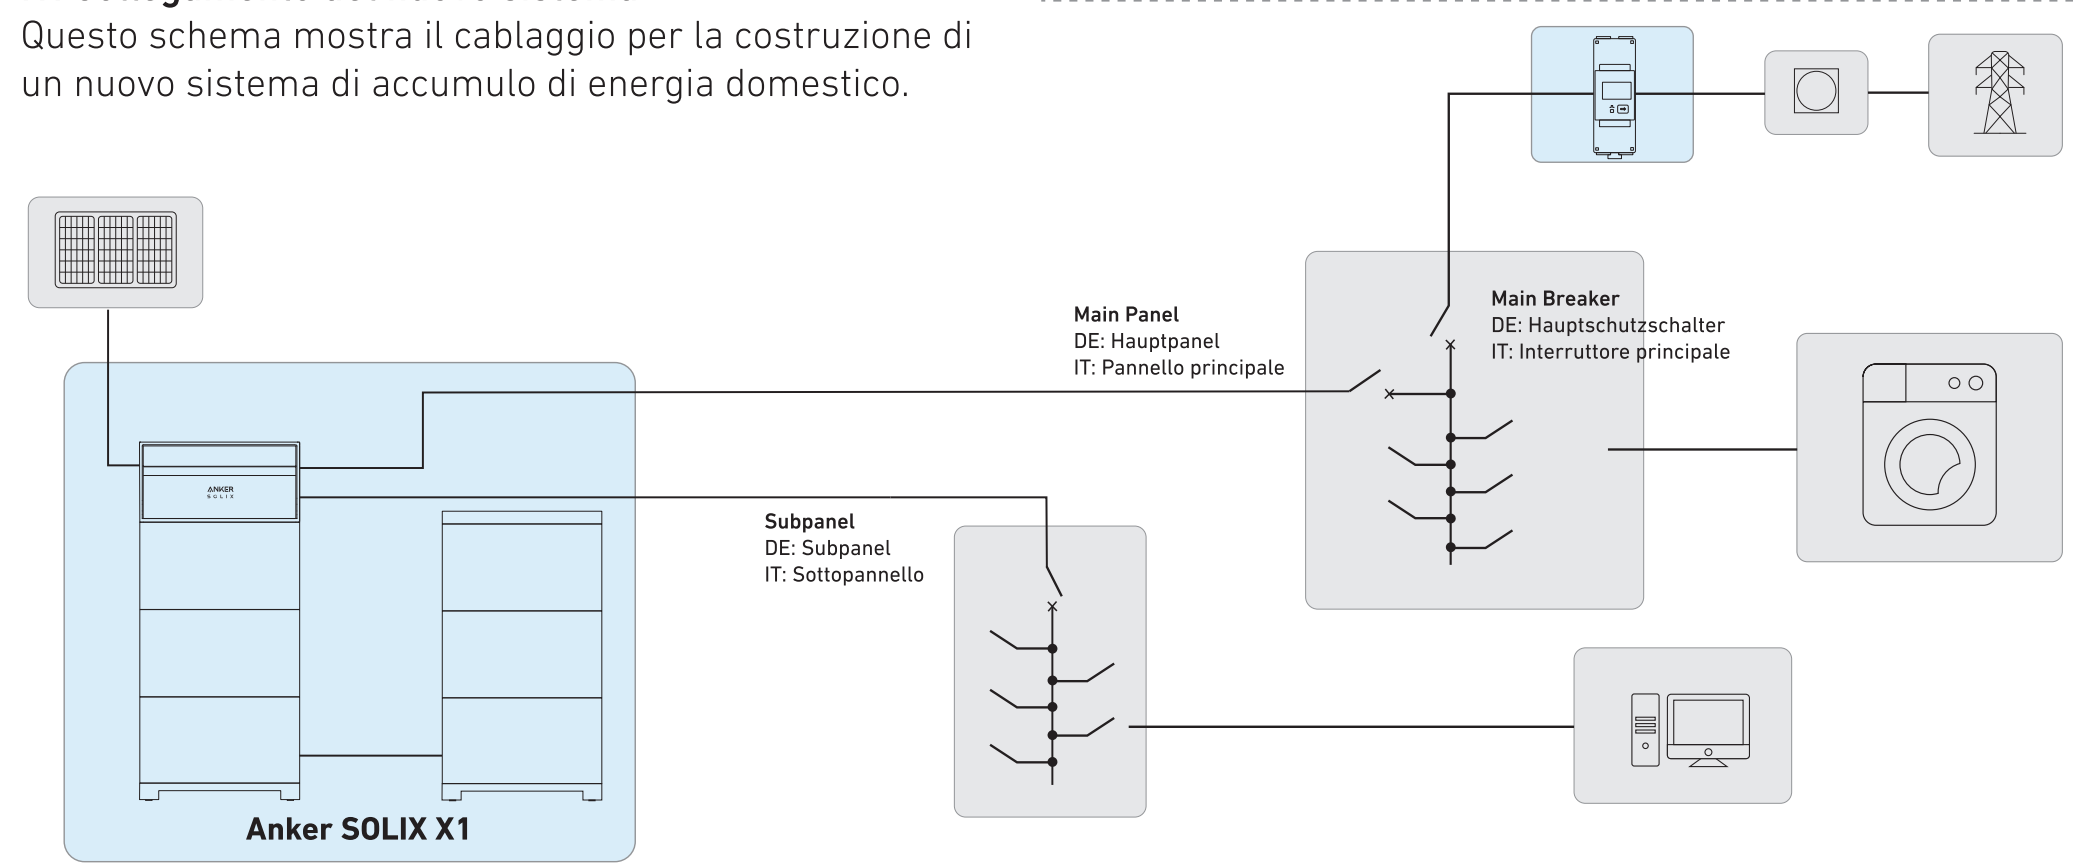 Questo schema mostra il cablaggio per la costruzione di
un nuovo sistema di accumulo di energia domestico.
Main Panel
DE: Hauptpanel
IT: Pannello principale
Main Breaker
DE: Hauptschutzschalter
IT: Interruttore principale
ANKER
SOLIX
Subpanel
DE: Subpanel
IT: Sottopannello
Anker SOLIX X1